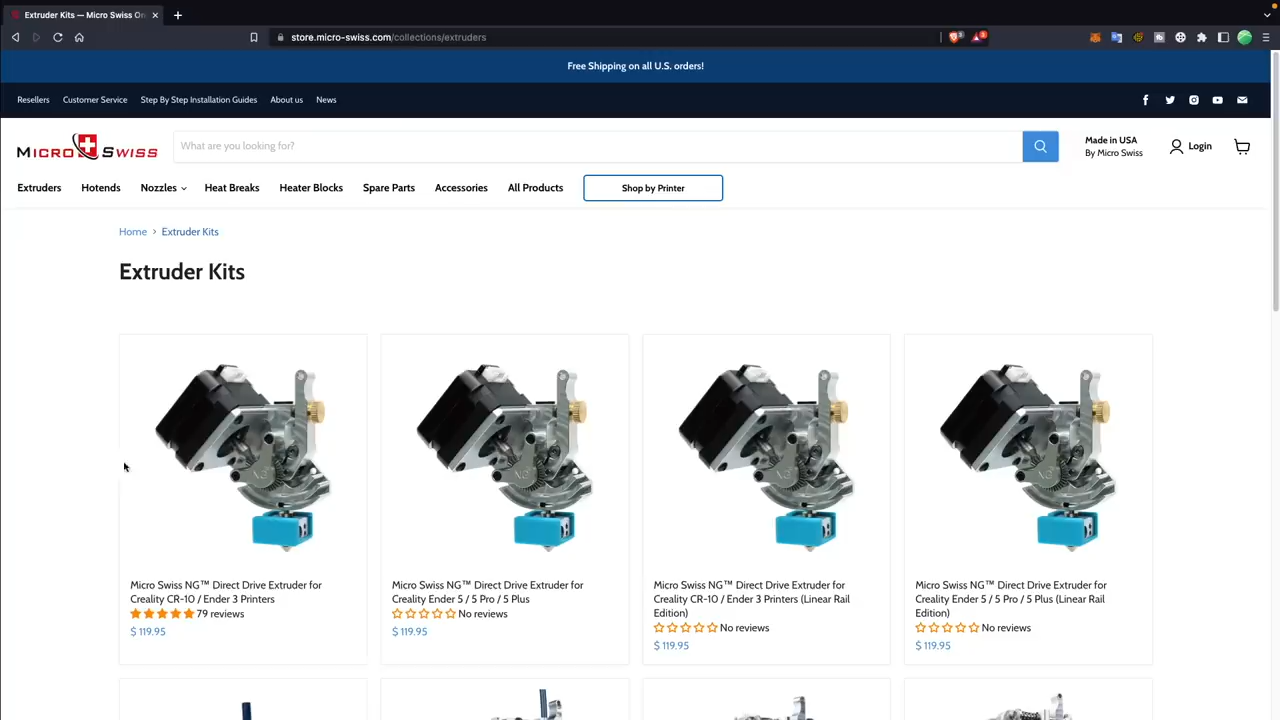 Extruder Kits — Micro Swiss On
store.micro-swiss.com/collections/extruders
Free Shipping on all U.S. orders!
Resellers Customer Service Step By Step Installation Guides About us News
MICRO SWISS
What are you looking for?
Made in USA
By Micro Swiss
Login
Extruders Hotends Nozzles Heat Breaks Heater Blocks Spare Parts Accessories All Products Shop by Printer
Home > Extruder Kits
Extruder Kits
Micro Swiss NG™ Direct Drive Extruder for
Creality CR-10 / Ender 3 Printers
79 reviews
$ 119.95
Micro Swiss NG™ Direct Drive Extruder for
Creality Ender 5 / 5 Pro / 5 Plus
No reviews
$ 119.95
Micro Swiss NG™ Direct Drive Extruder for
Creality CR-10 / Ender 3 Printers (Linear Rail
Edition)
No reviews
$ 119.95
Micro Swiss NG™ Direct Drive Extruder for
Creality Ender 5 / 5 Pro / 5 Plus (Linear Rail
Edition)
No reviews
$ 119.95